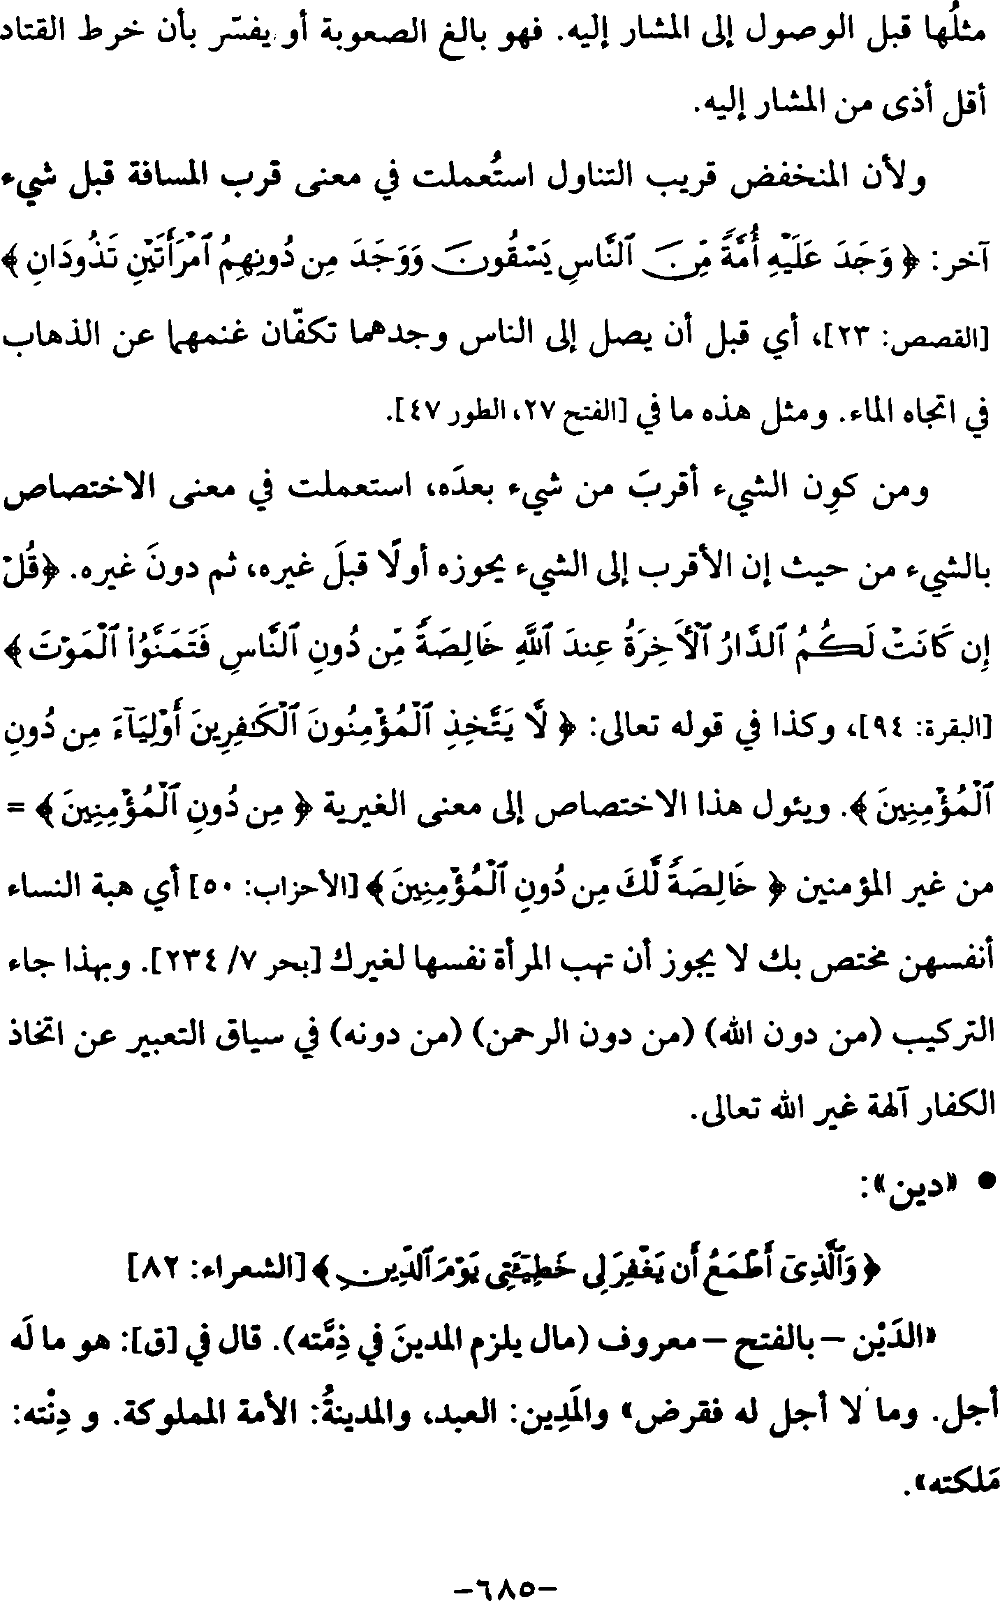 مثلُها قبل الوصول إلى المشار إليه. فهو بالغ الصعوبة أو يفسّر بأن خرط القتاد
أقل أذى من المشار إليه.
ولأن المنخفض قريب التناول استُعملت في معنى قرب المسافة قبل شيء
آخر: ﴿ وَجَدَ عَلَيْهِ أُمَّةً مِّنَ ٱلنَّاسِ يَسْقُونَ وَوَجَدَ مِن دُونِهِمُ ٱمْرَأَتَيْنِ تَذُودَانِ ﴾
[القصص: ٢٣]، أي قبل أن يصل إلى الناس وجدهما تكفّان غنمهما عن الذهاب
في اتجاه الماء. ومثل هذه ما في [الفتح ٢٧، الطور ٤٧].
ومن كوِن الشيء أقربَ من شيء بعدَه، استعملت في معنى الاختصاص
بالشيء من حيث إن الأقرب إلى الشيء يحوزه أولًا قبلَ غيره، ثم دونَ غيره. ﴿قُلْ
إِن كَانَتْ لَكُمُ ٱلدَّارُ ٱلْأَخِرَةُ عِندَ ٱللَّهِ خَالِصَةً مِّن دُونِ ٱلنَّاسِ فَتَمَنَّوُا۟ ٱلْمَوْتَ ﴾
[البقرة: ٩٤]، وكذا في قوله تعالى: ﴿ لَّا يَتَّخِذِ ٱلْمُؤْمِنُونَ ٱلْكَٰفِرِينَ أَوْلِيَآءَ مِن دُونِ
ٱلْمُؤْمِنِينَ ﴾. ويئول هذا الاختصاص إلى معنى الغيرية ﴿ مِن دُونِ ٱلْمُؤْمِنِينَ ﴾ =
من غير المؤمنين ﴿ خَالِصَةً لَّكَ مِن دُونِ ٱلْمُؤْمِنِينَ ﴾ [الأحزاب: ٥٠] أي هبة النساء
أنفسهن مختص بك لا يجوز أن تهب المرأة نفسها لغيرك [بحر ٧/ ٢٣٤]. وبهذا جاء
التركيب (من دون الله) (من دون الرحمن) (من دونه) في سياق التعبير عن اتخاذ
الكفار آلهة غير الله تعالى.
• «دين»:
﴿ وَٱلَّذِىٓ أَطْمَعُ أَن يَغْفِرَ لِى خَطِيٓـَٔتِى يَوْمَ ٱلدِّينِ ﴾ [الشعراء: ٨٢]
«الدَيْن – بالفتح – معروف (مال يلزم المدينَ في ذِمَّته). قال في [ق]: هو ما لَه
أجل. وما لا أجل له فقرض» والمَدِين: العبد، والمدينةُ: الأمة المملوكة. و دِنْته:
مَلكته».
-٦٨٥-